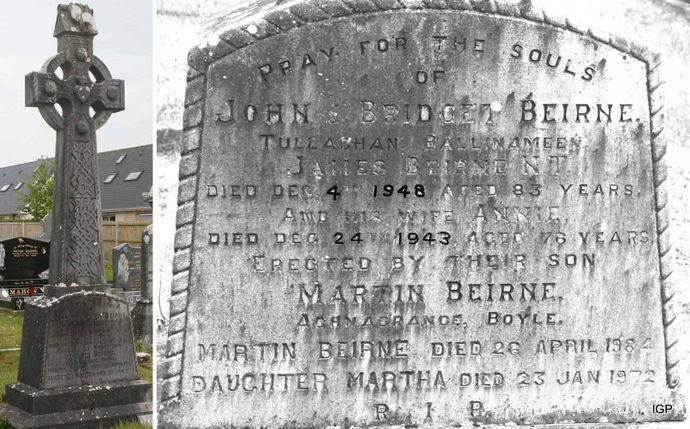 PRAY FOR THE SOULS
OF
JOHN & BRIDGET BEIRNE.
TULLAGHAN, BALLINAMEEN,
JAMES BEIRNE N.T.
DIED DEC. 4TH 1948 AGED 83 YEARS.
AND HIS WIFE ANNIE,
DIED DEC. 24TH 1943 AGED 76 YEARS
ERECTED BY THEIR SON
MARTIN BEIRNE,
AGHNAGRANGE, BOYLE.
MARTIN BEIRNE DIED 26 APRIL 1984
DAUGHTER MARTHA DIED 23 JAN 1972
R I P
IGP